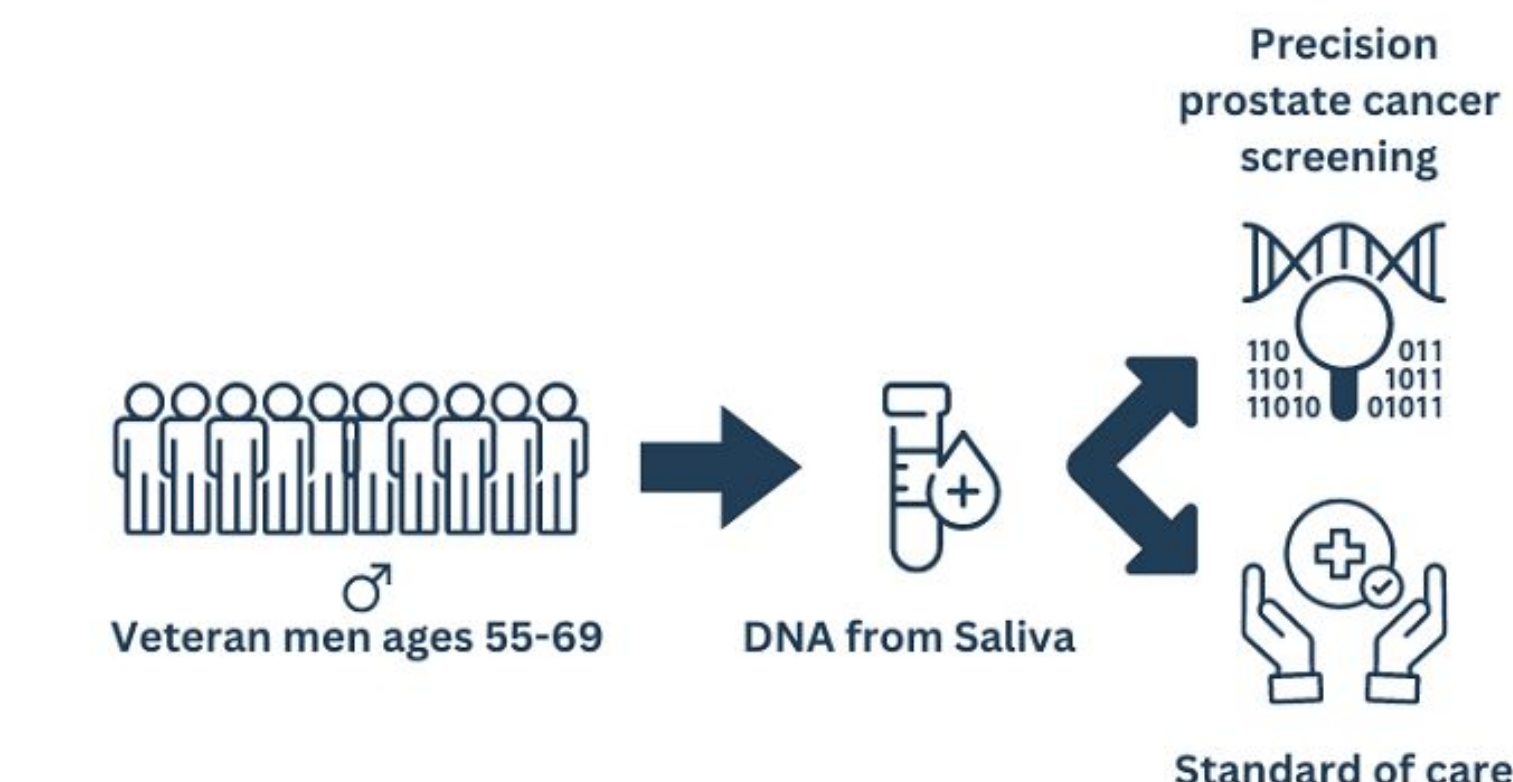 Precision
prostate cancer
screening
110 011
1101 1011
11010 01011
Veteran men ages 55-69
DNA from Saliva
Standard of care